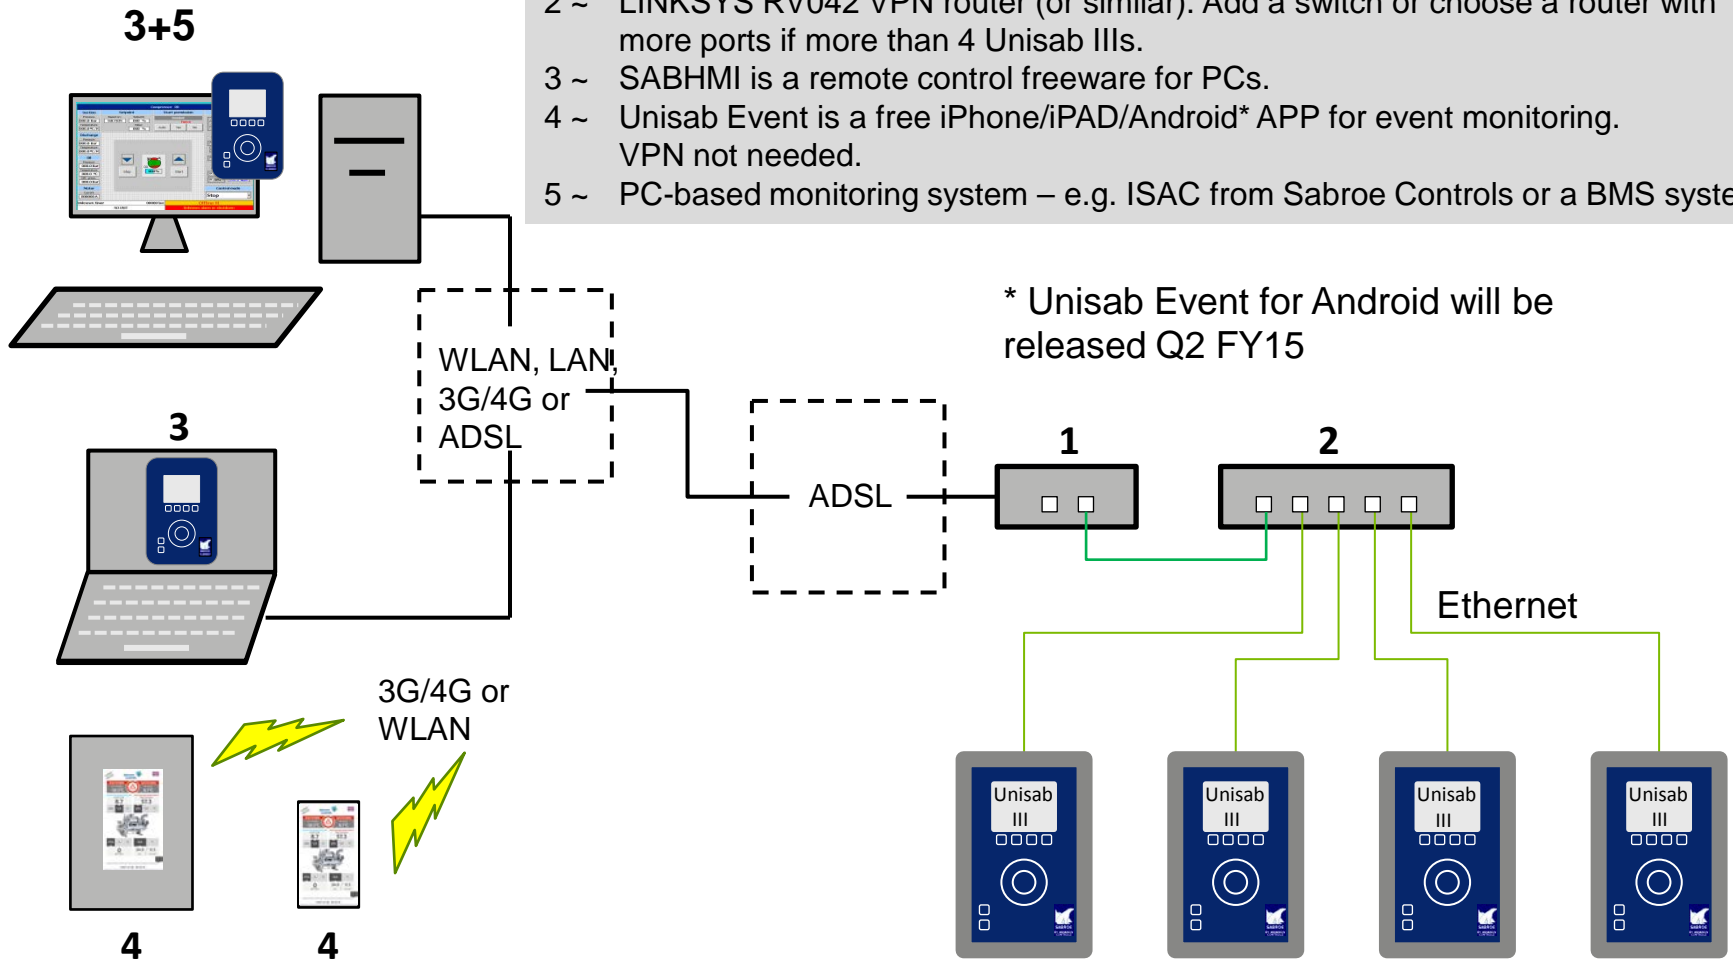 3+5
2 ~ LINKSYS RV042 VPN router (or similar). Add a switch or choose a router with
more ports if more than 4 Unisab IIIs.
3 ~ SABHMI is a remote control freeware for PCs.
4 ~ Unisab Event is a free iPhone/iPAD/Android* APP for event monitoring.
VPN not needed.
5 ~ PC-based monitoring system – e.g. ISAC from Sabroe Controls or a BMS
* Unisab Event for Android will be
released Q2 FY15
WLAN, LAN,
3G/4G or
ADSL
3
ADSL
1
2
Ethernet
3G/4G or
WLAN
Unisab
III
Unisab
III
Unisab
III
Unisab
III
4
4